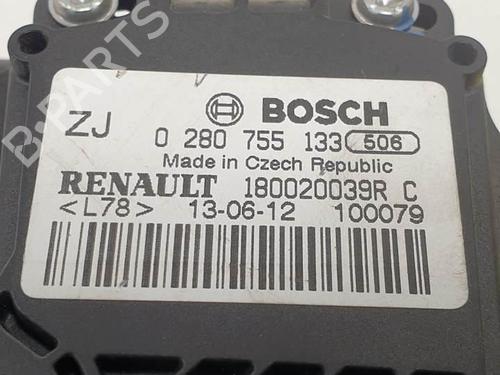 BOSCH
ZJ 0 280 755 133 506
Made in Czech Republic
RENAULT 180020039R C
<L78> 13-06-12 100079
B-PARTS